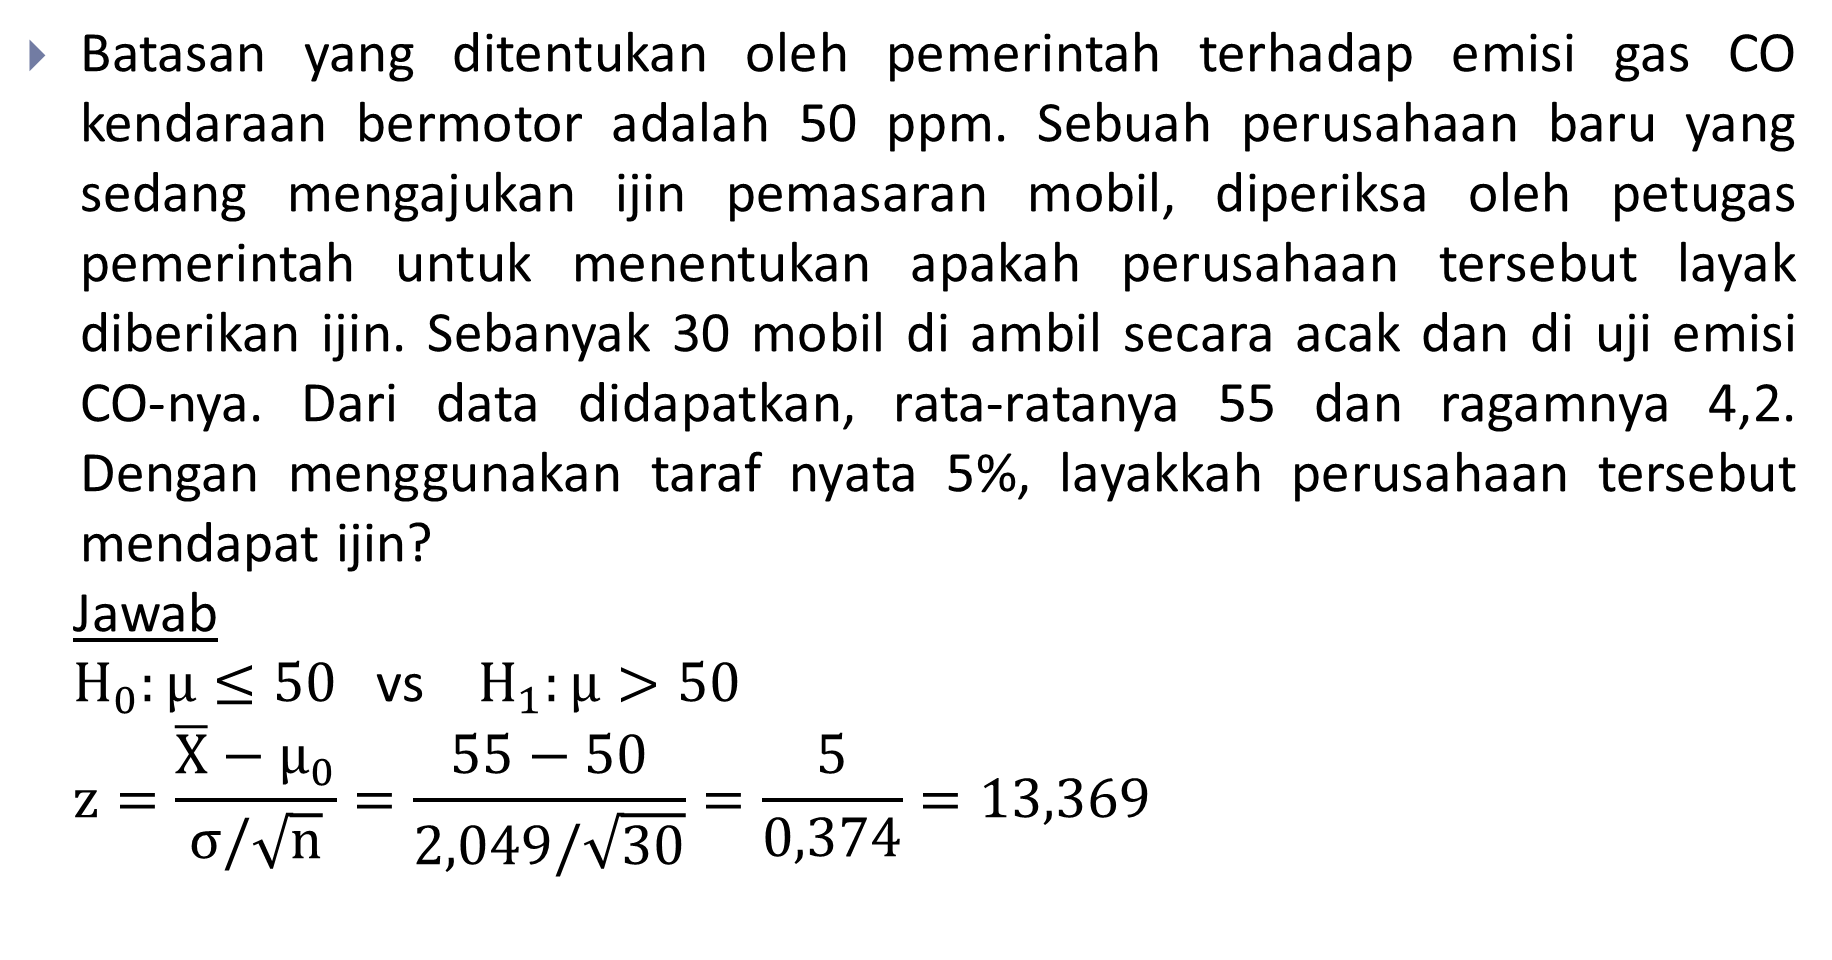 Batasan yang ditentukan oleh pemerintah terhadap emisi gas CO
kendaraan bermotor adalah 50 ppm. Sebuah perusahaan baru yang
sedang mengajukan ijin pemasaran mobil, diperiksa oleh petugas
pemerintah untuk menentukan apakah perusahaan tersebut layak
diberikan ijin. Sebanyak 30 mobil di ambil secara acak dan di uji emisi
CO-nya. Dari data didapatkan, rata-ratanya 55 dan ragamnya 4,2.
Dengan menggunakan taraf nyata 5%, layakkah perusahaan tersebut
mendapat ijin?
Jawab
H₀: μ ≤ 50 vs H₁: μ > 50
z = (X̅ − μ₀)/(σ/√n) = (55 − 50)/(2,049/√30) = 5/0,374 = 13,369